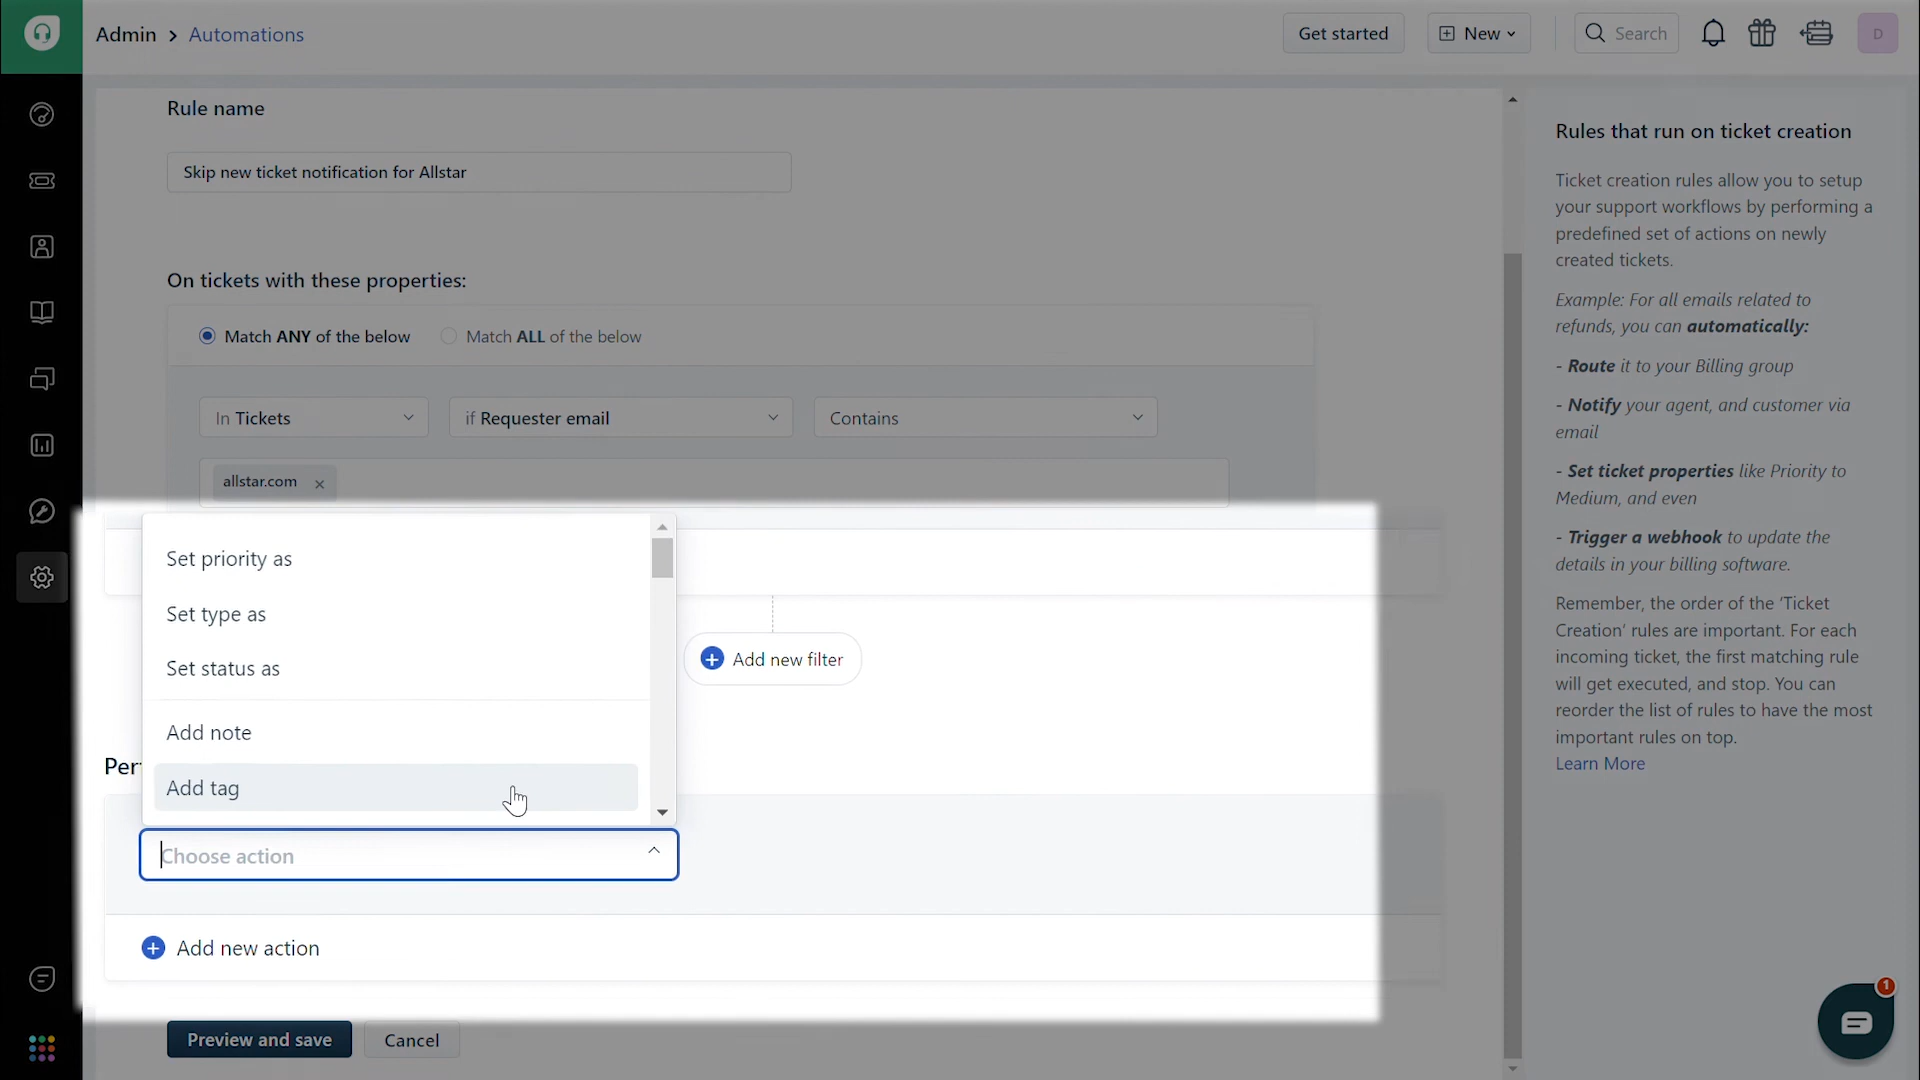 Admin > Automations
Get started
New
Search
D
Rule name
Skip new ticket notification for Allstar
On tickets with these properties:
Match ANY of the below
Match ALL of the below
In Tickets
if Requester email
Contains
allstar.com ×
Set priority as
Set type as
Set status as
Add note
Add tag
Add new filter
Per
Choose action
Add new action
Preview and save
Cancel
Rules that run on ticket creation
Ticket creation rules allow you to setup
your support workflows by performing a
predefined set of actions on newly
created tickets.
Example: For all emails related to
refunds, you can automatically:
- Route it to your Billing group
- Notify your agent, and customer via
email
- Set ticket properties like Priority to
Medium, and even
- Trigger a webhook to update the
details in your billing software.
Remember, the order of the ‘Ticket
Creation’ rules are important. For each
incoming ticket, the first matching rule
will get executed, and stop. You can
reorder the list of rules to have the most
important rules on top.
Learn More
1